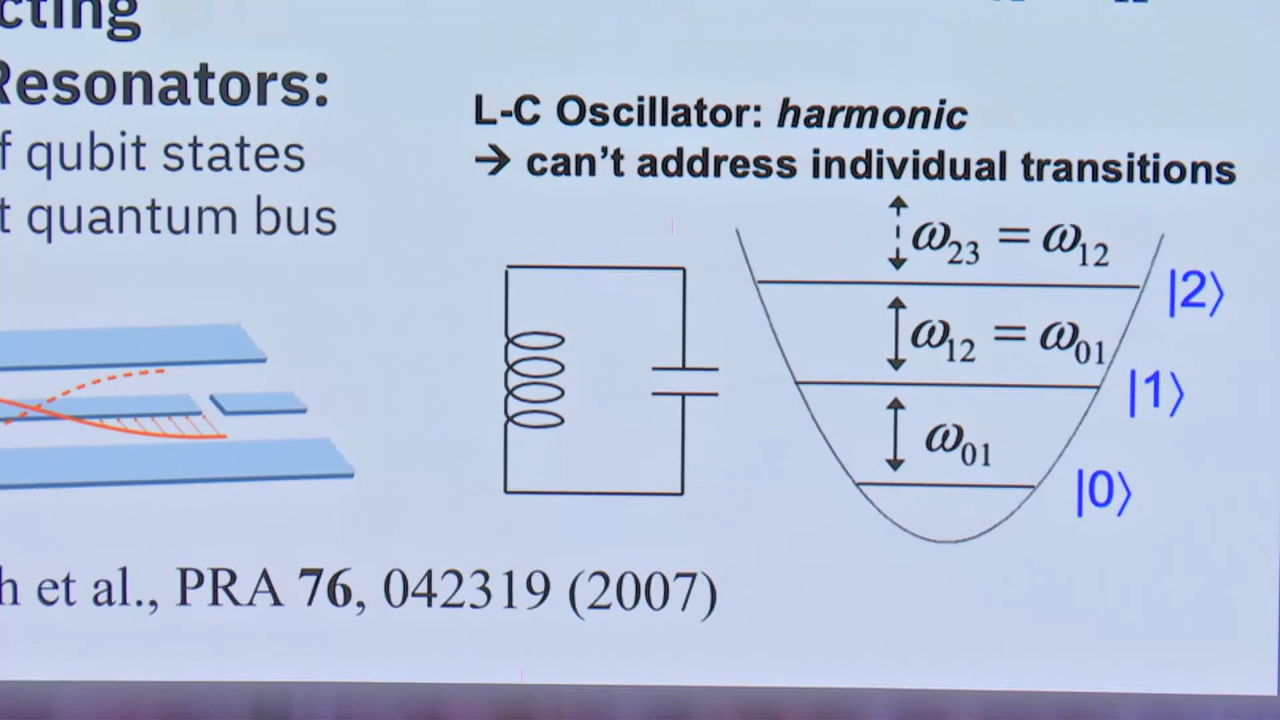 cting
Resonators:
f qubit states
t quantum bus
L-C Oscillator: harmonic
→ can't address individual transitions
ω23 = ω12
|2⟩
ω12 = ω01
|1⟩
ω01
|0⟩
h et al., PRA 76, 042319 (2007)